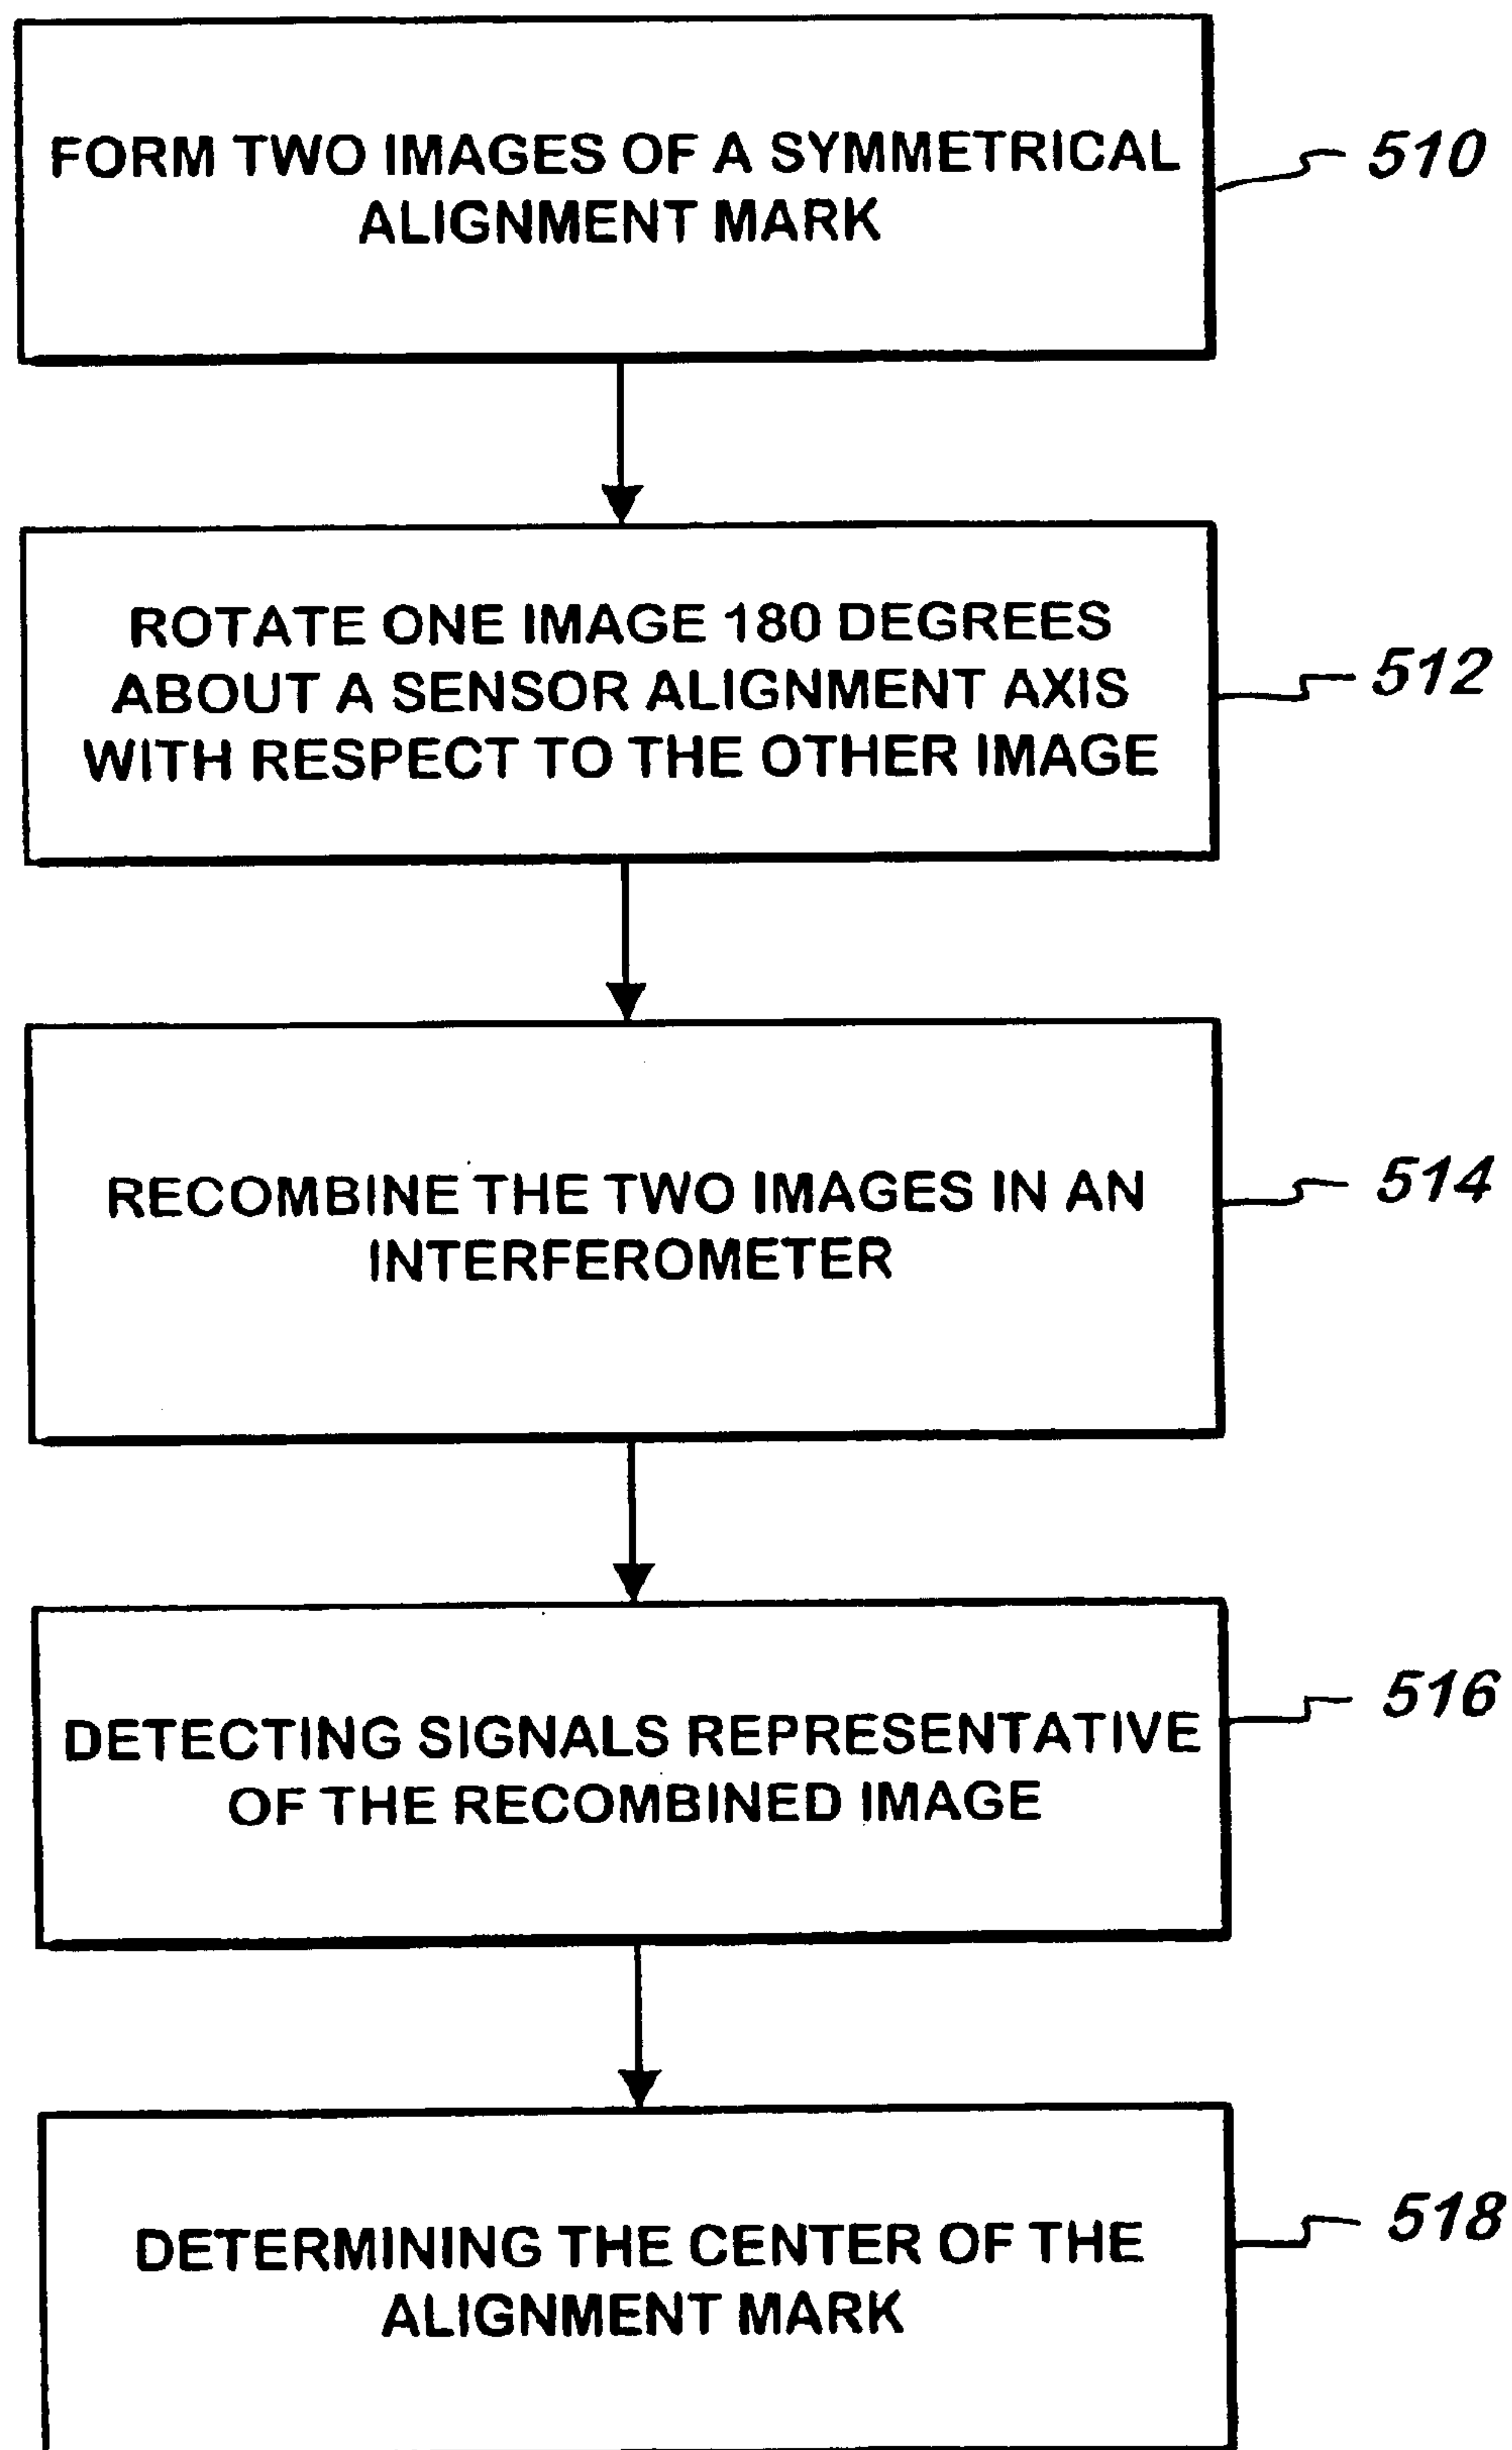 FORM TWO IMAGES OF A SYMMETRICAL
ALIGNMENT MARK
510
ROTATE ONE IMAGE 180 DEGREES
ABOUT A SENSOR ALIGNMENT AXIS
WITH RESPECT TO THE OTHER IMAGE
512
RECOMBINE THE TWO IMAGES IN AN
INTERFEROMETER
514
DETECTING SIGNALS REPRESENTATIVE
OF THE RECOMBINED IMAGE
516
DETERMINING THE CENTER OF THE
ALIGNMENT MARK
518